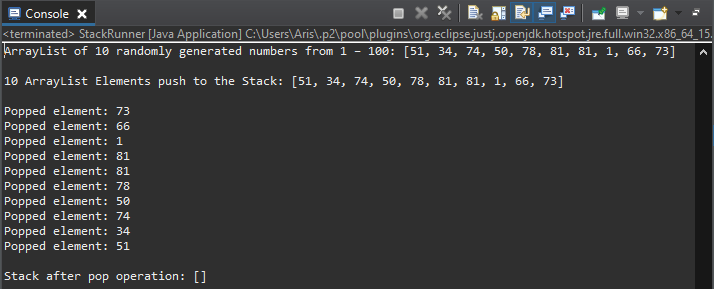 Console
<terminated> StackRunner [Java Application] C:\Users\Aris\.p2\pool\plugins\org.eclipse.justj.openjdk.hotspot.jre.full.win32.x86_64_15.
ArrayList of 10 randomly generated numbers from 1 – 100: [51, 34, 74, 50, 78, 81, 81, 1, 66, 73]
10 ArrayList Elements push to the Stack: [51, 34, 74, 50, 78, 81, 81, 1, 66, 73]
Popped element: 73
Popped element: 66
Popped element: 1
Popped element: 81
Popped element: 81
Popped element: 78
Popped element: 50
Popped element: 74
Popped element: 34
Popped element: 51
Stack after pop operation: []